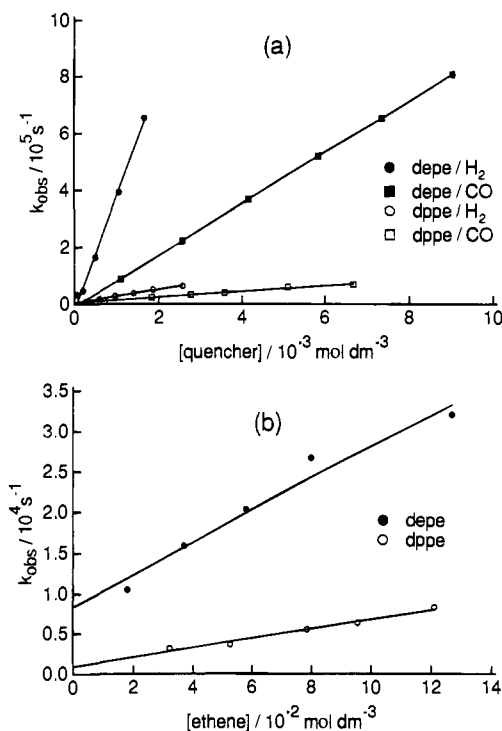 (a)
10
8
6
4
2
0
k_obs / 10^5 s^-1
depe / H_2
depe / CO
dppe / H_2
dppe / CO
0 2 4 6 8 10
[quencher] / 10^-3 mol dm^-3
(b)
3.5
3.0
2.5
2.0
1.5
1.0
0.5
0.0
k_obs / 10^4 s^-1
depe
dppe
0 2 4 6 8 10 12 14
[ethene] / 10^-2 mol dm^-3